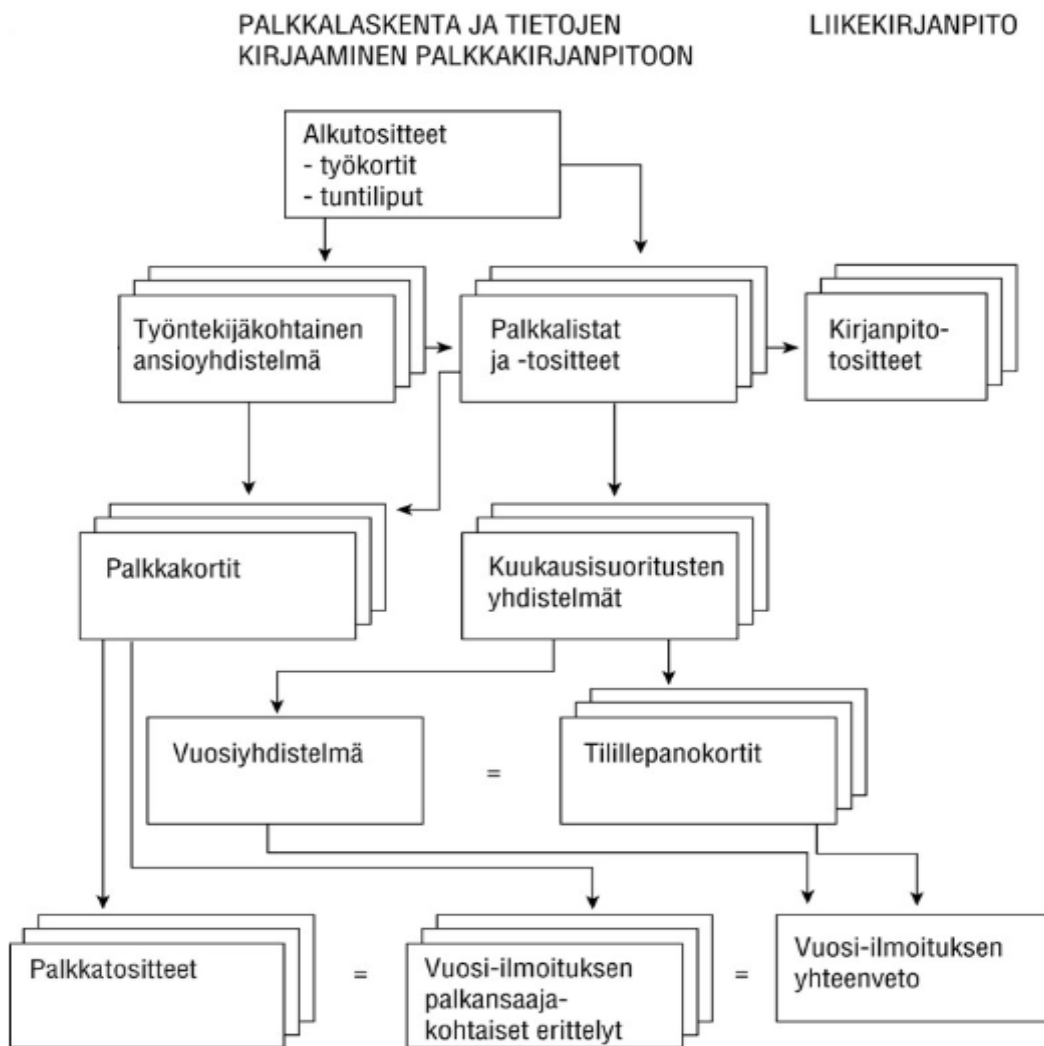 PALKKALASKENTA JA TIETOJEN
KIRJAAMINEN PALKKAKIRJANPITOON
LIIKEKIRJANPITO
Alkutositteet
- työkortit
- tuntiliput
Työntekijäkohtainen
ansioyhdistelmä
Palkkalistat
ja -tositteet
Kirjanpito-
tositteet
Palkkakortit
Kuukausisuoritusten
yhdistelmät
Vuosiyhdistelmä
=
Tilillepanokortit
Palkkatositteet
=
Vuosi-ilmoituksen
palkansaaja-
kohtaiset erittelyt
=
Vuosi-ilmoituksen
yhteenveto